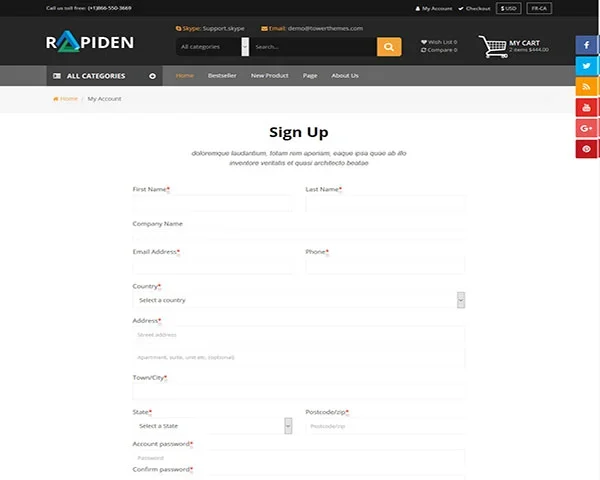 Call us toll free: (+1)866-550-3669
My Account
Checkout
$ USD
FR-CA
Skype: Support.skype
Email: demo@towerthemes.com
RAPIDEN
All categories
Search...
Wish List 0
Compare 0
MY CART
2 items $444.00
ALL CATEGORIES
Home
Bestseller
New Product
Page
About Us
Home / My Account
Sign Up
doloremque laudantium, totam rem aperiam, eaque ipsa quae ab illo
inventore veritatis et quasi architecto beatae
First Name*
Last Name*
Company Name
Email Address*
Phone*
Country*
Select a country
Address*
Street address
Apartment, suite, unit etc. (optional)
Town/City*
State*
Postcode/zip*
Select a State
Postcode/zip
Account password*
Password
Confirm password*